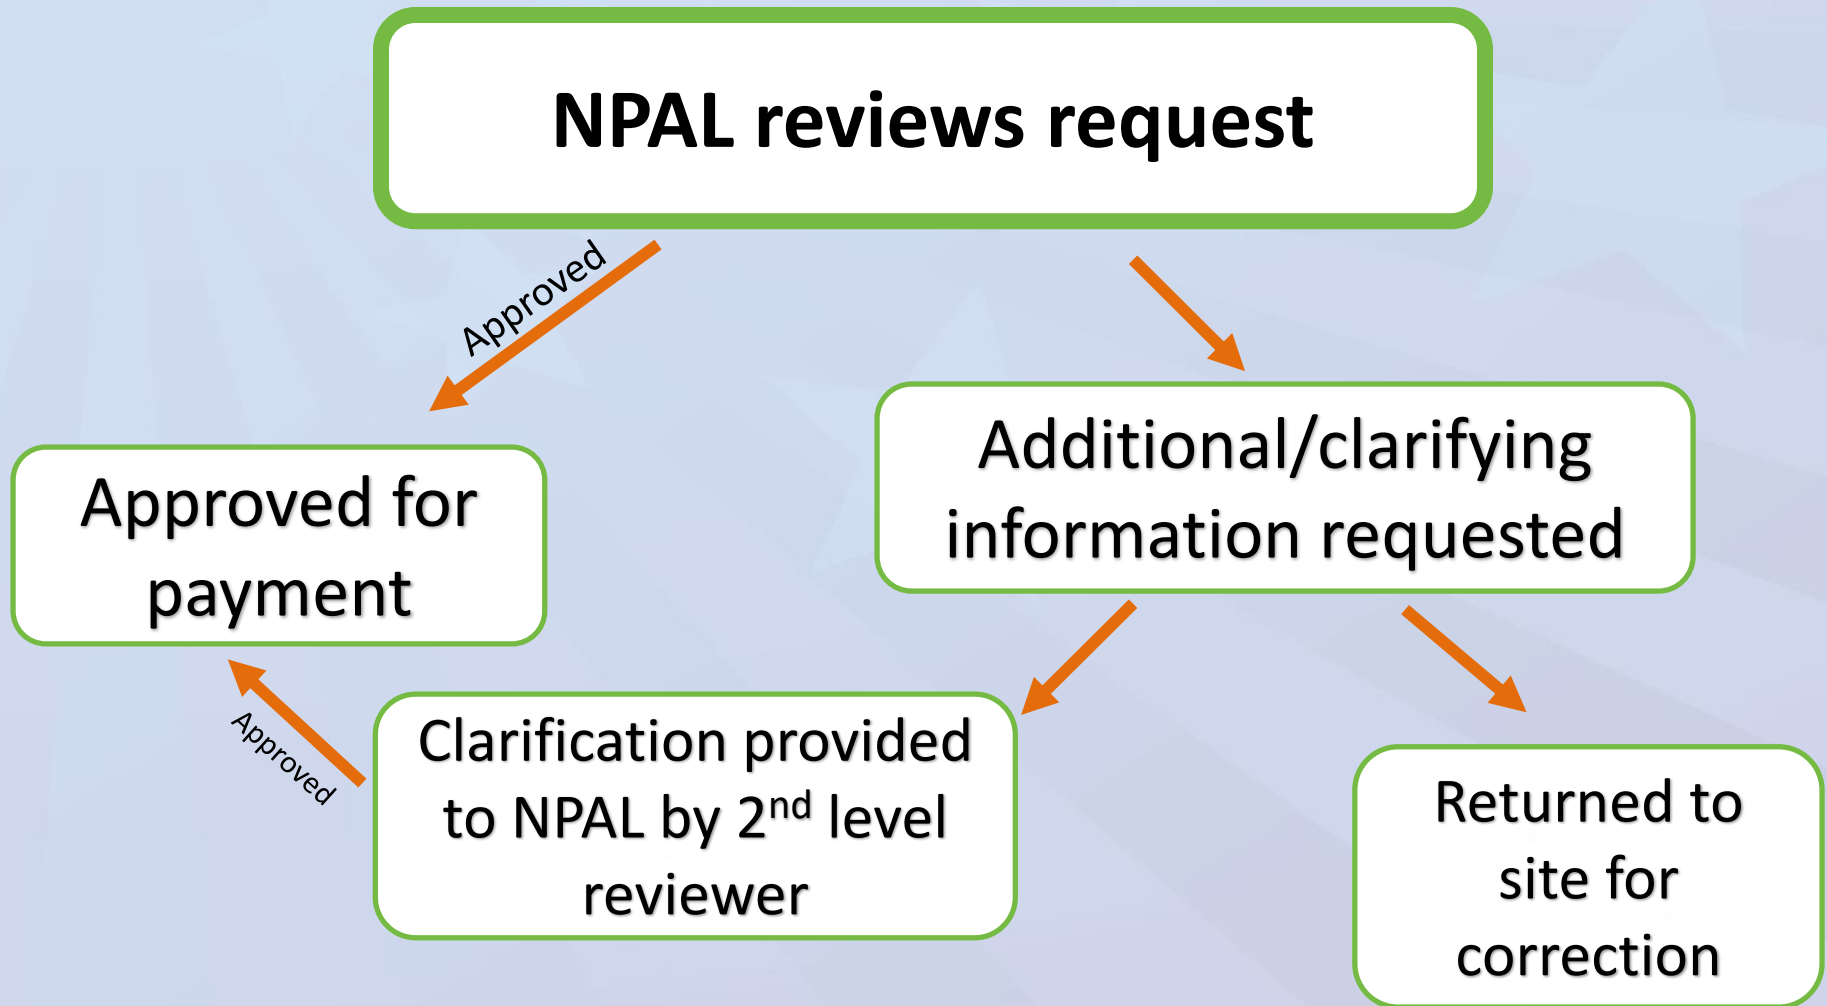 NPAL reviews request
Approved
Approved for
payment
Additional/clarifying
information requested
Approved
Clarification provided
to NPAL by 2nd level
reviewer
Returned to
site for
correction